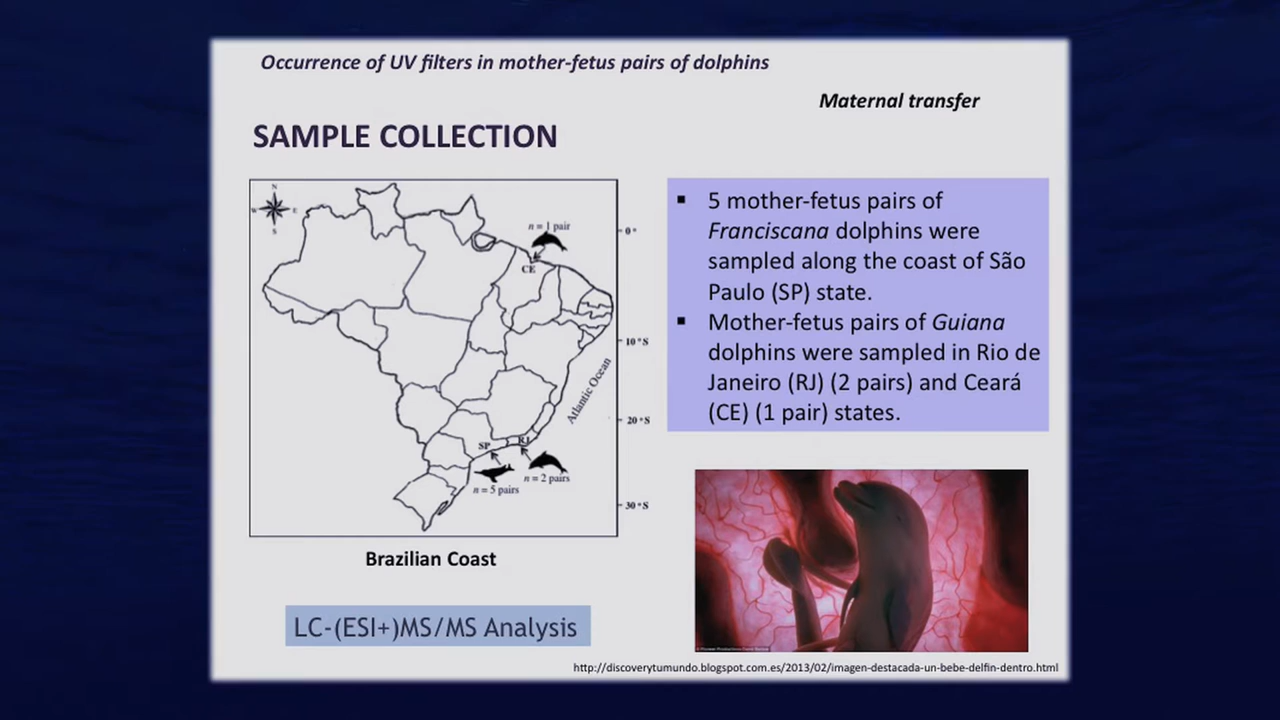 Occurrence of UV filters in mother-fetus pairs of dolphins
Maternal transfer
SAMPLE COLLECTION
N
W
E
S
n = 1 pair
CE
0°
10°S
Atlantic Ocean
20°S
SP
RJ
n = 2 pairs
n = 5 pairs
30°S
Brazilian Coast
▪ 5 mother-fetus pairs of
Franciscana dolphins were
sampled along the coast of São
Paulo (SP) state.
▪ Mother-fetus pairs of Guiana
dolphins were sampled in Rio de
Janeiro (RJ) (2 pairs) and Ceará
(CE) (1 pair) states.
LC-(ESI+)MS/MS Analysis
http://discoverytumundo.blogspot.com.es/2013/02/imagen-destacada-un-bebe-delfin-dentro.html